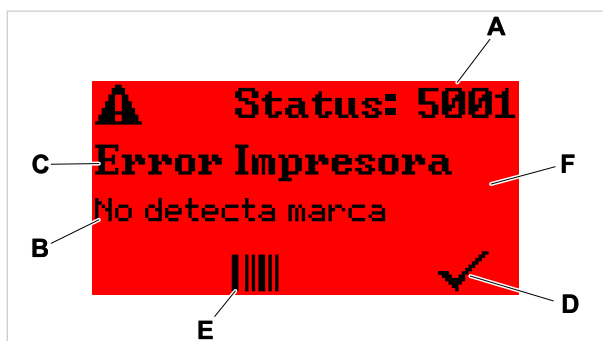 A
Status: 5001
C
Error Impresora
F
No detecta marca
B
D
E